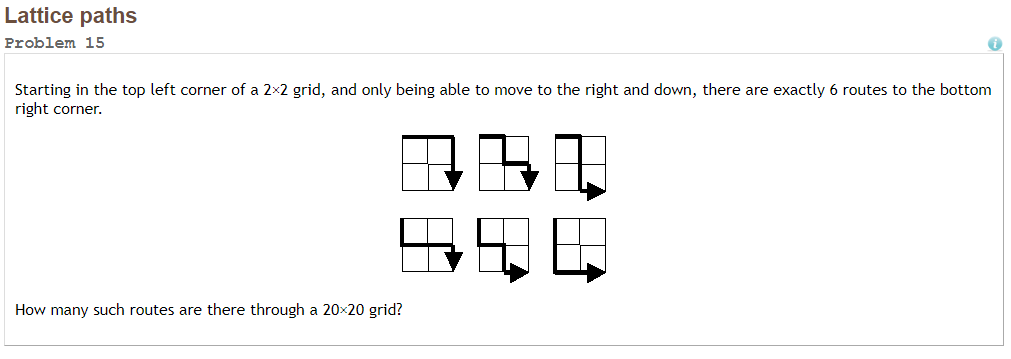 Lattice paths
Problem 15
i
Starting in the top left corner of a 2×2 grid, and only being able to move to the right and down, there are exactly 6 routes to the bottom
right corner.
How many such routes are there through a 20×20 grid?